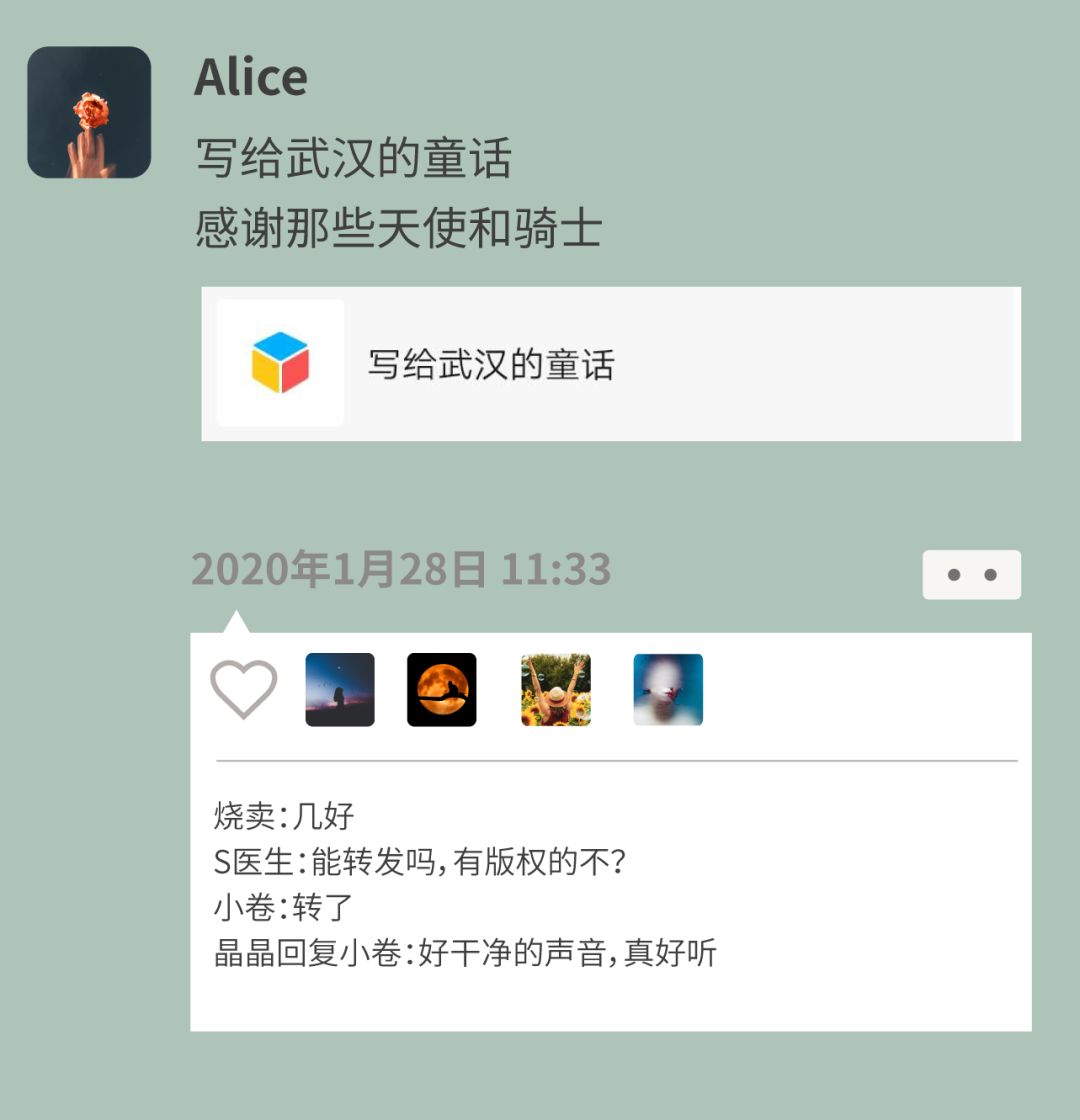 Alice
写给武汉的童话
感谢那些天使和骑士
写给武汉的童话
2020年1月28日 11:33
烧卖：几好
S医生：能转发吗，有版权的不？
小卷：转了
晶晶回复小卷：好干净的声音，真好听